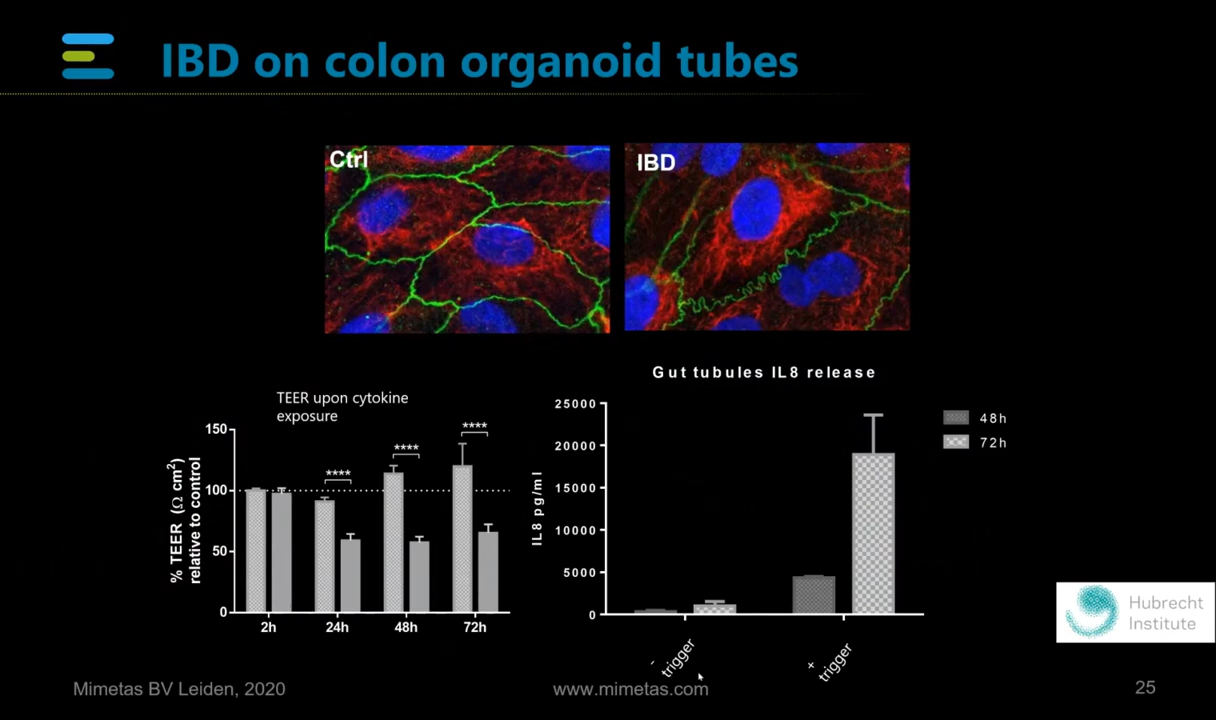 IBD on colon organoid tubes
Ctrl
IBD
TEER upon cytokine
exposure
% TEER (Ω cm²)
relative to control
150
100
50
0
****
****
****
2h
24h
48h
72h
Gut tubules IL8 release
IL8 pg/ml
25000
20000
15000
10000
5000
0
- trigger
+ trigger
48h
72h
Hubrecht
Institute
Mimetas BV Leiden, 2020
www.mimetas.com
25